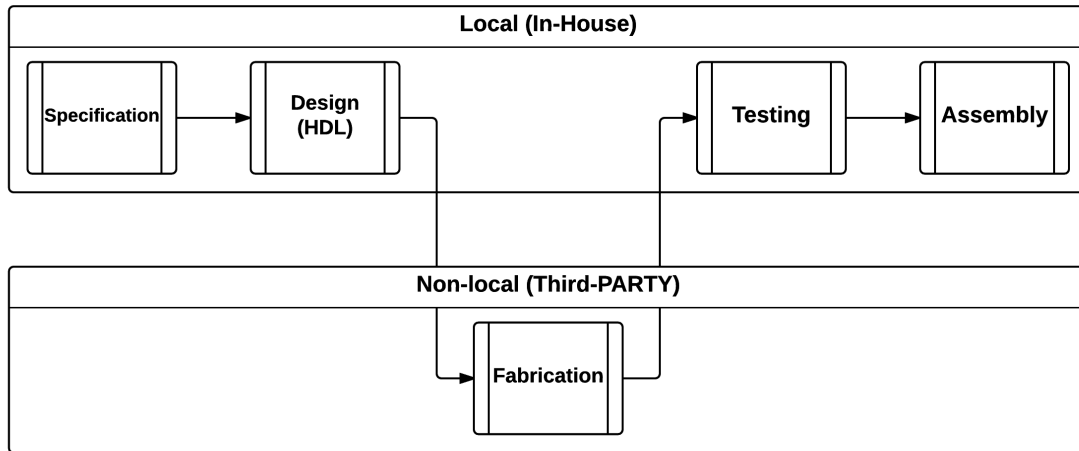 Local (In-House)
Specification
Design
(HDL)
Testing
Assembly
Non-local (Third-PARTY)
Fabrication